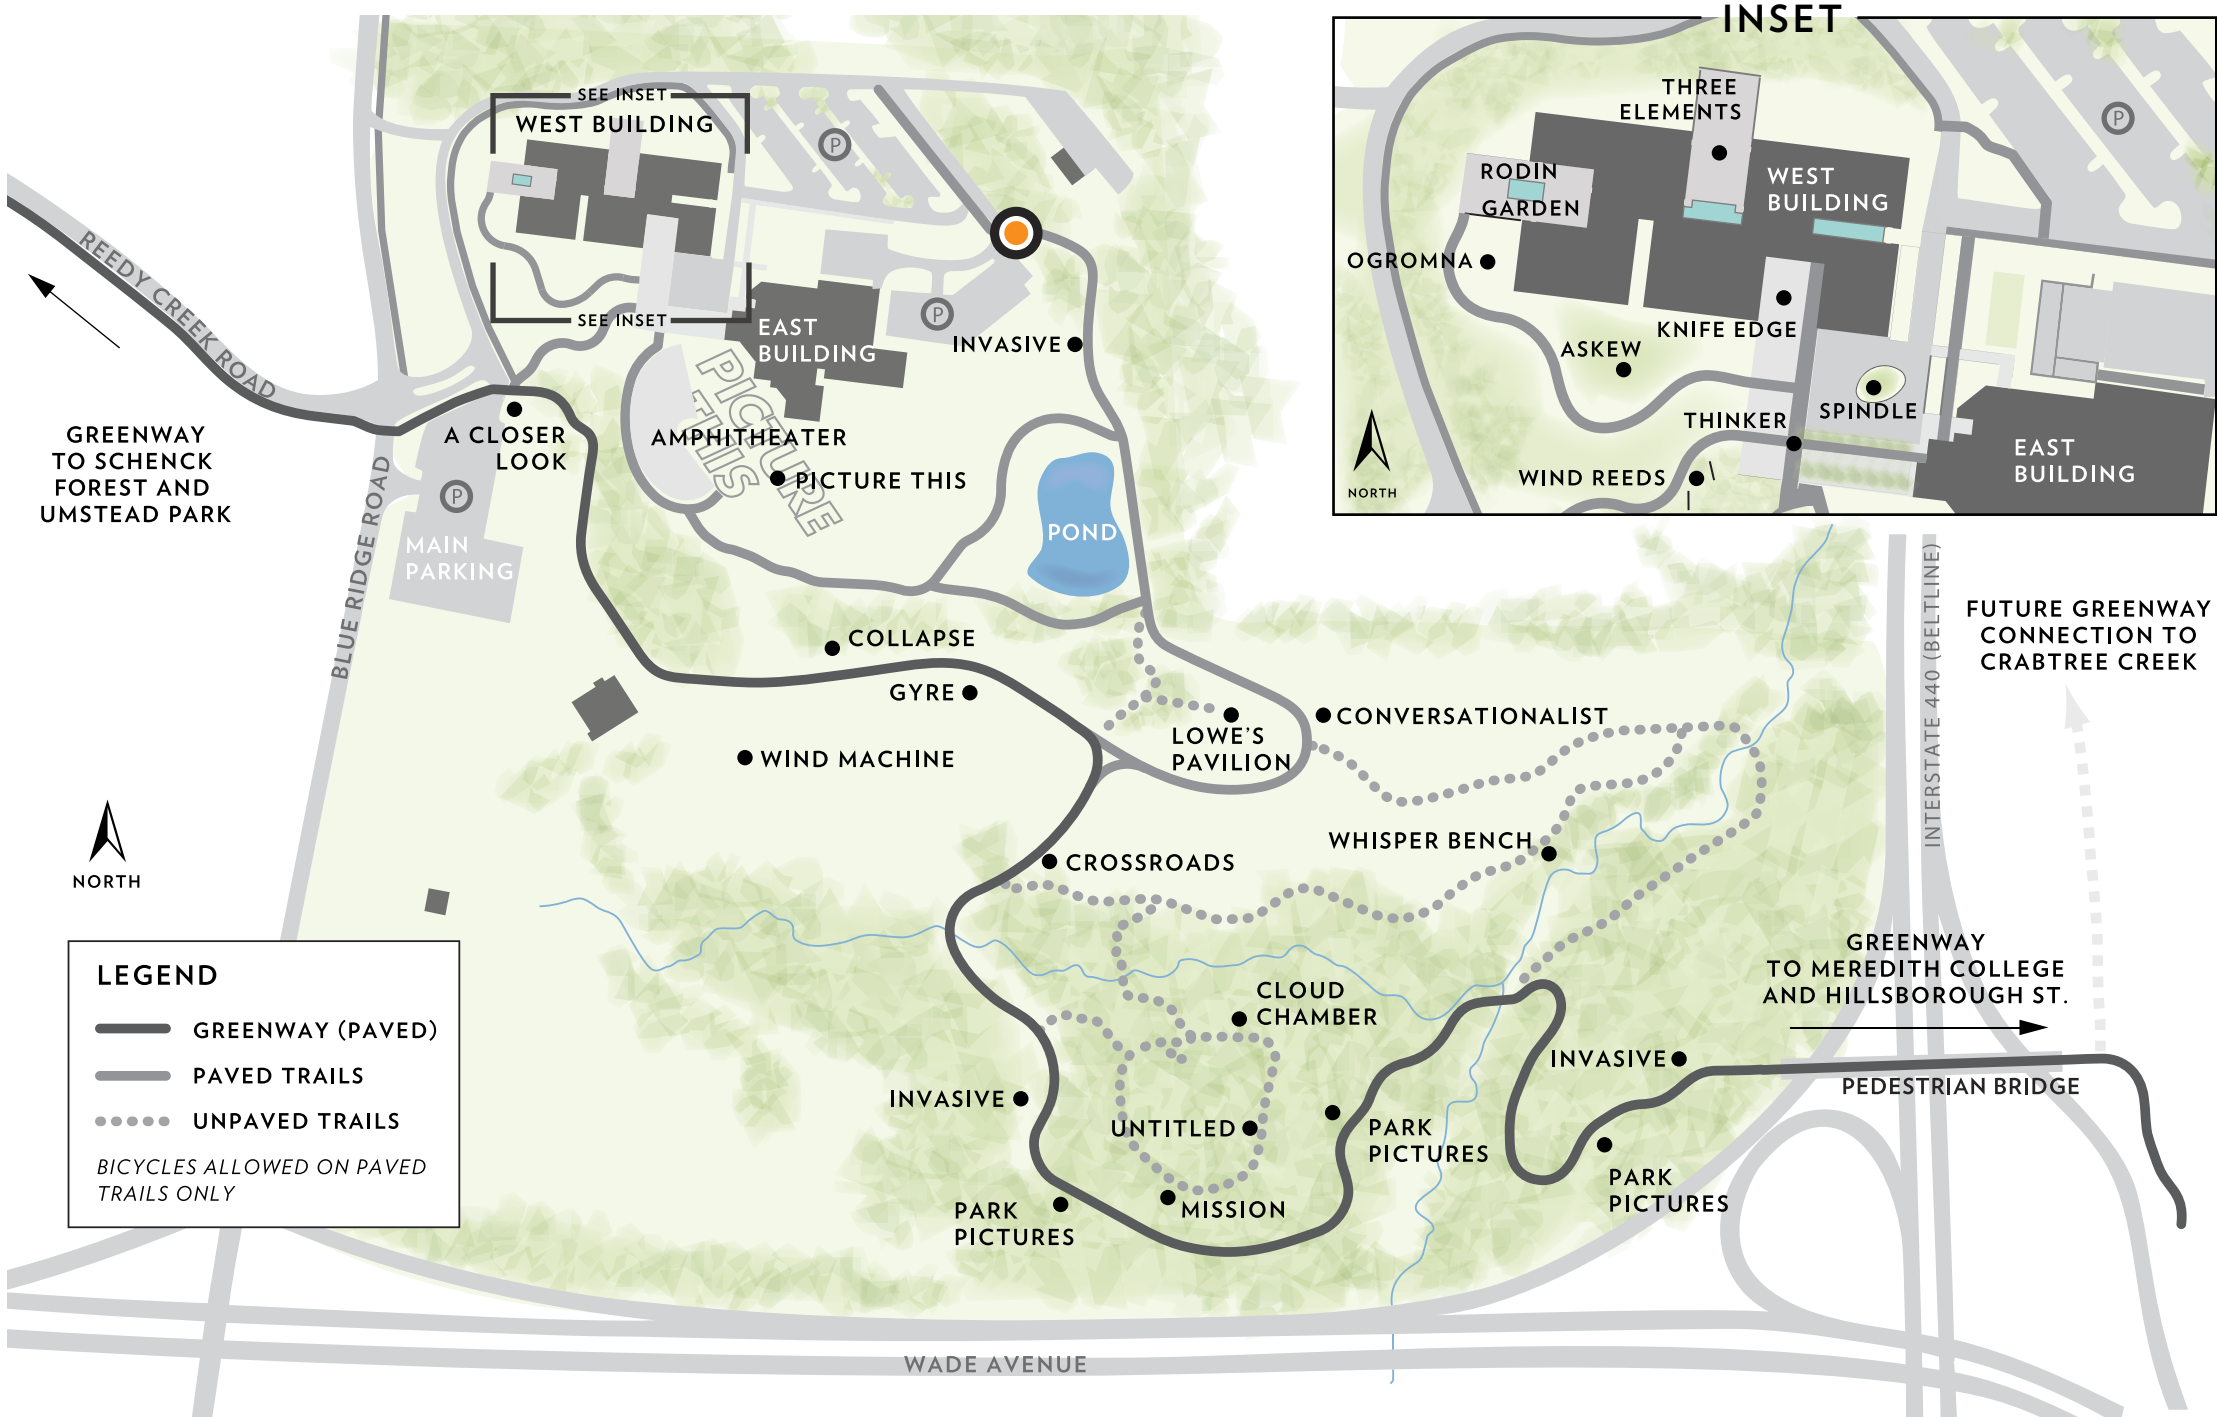 INSET
SEE INSET
WEST BUILDING
P
SEE INSET
EAST
BUILDING
P
INVASIVE
REEDY CREEK ROAD
GREENWAY
TO SCHENCK
FOREST AND
UMSTEAD PARK
A CLOSER
LOOK
P
MAIN
PARKING
BLUE RIDGE ROAD
AMPHITHEATER
PICTURE
THIS
PICTURE THIS
POND
THREE
ELEMENTS
P
RODIN
GARDEN
WEST
BUILDING
OGROMNA
KNIFE EDGE
ASKEW
THINKER
SPINDLE
WIND REEDS
EAST
BUILDING
NORTH
COLLAPSE
GYRE
WIND MACHINE
LOWE'S
PAVILION
CONVERSATIONALIST
INTERSTATE 440 (BELTLINE)
FUTURE GREENWAY
CONNECTION TO
CRABTREE CREEK
NORTH
CROSSROADS
WHISPER BENCH
CLOUD
CHAMBER
GREENWAY
TO MEREDITH COLLEGE
AND HILLSBOROUGH ST.
INVASIVE
PEDESTRIAN BRIDGE
INVASIVE
UNTITLED
PARK
PICTURES
PARK
PICTURES
MISSION
PARK
PICTURES
LEGEND
GREENWAY (PAVED)
PAVED TRAILS
UNPAVED TRAILS
BICYCLES ALLOWED ON PAVED
TRAILS ONLY
WADE AVENUE